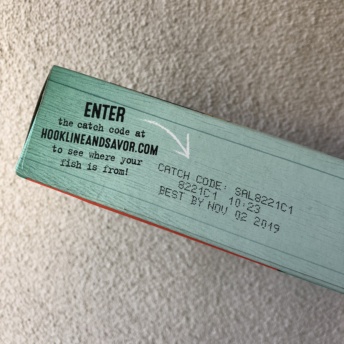 ENTER
the catch code at
HOOKLINEANDSAVOR.COM
to see where your
fish is from!
CATCH CODE: SAL8221C1
8221C1 10:23
BEST BY NOV 02 2019